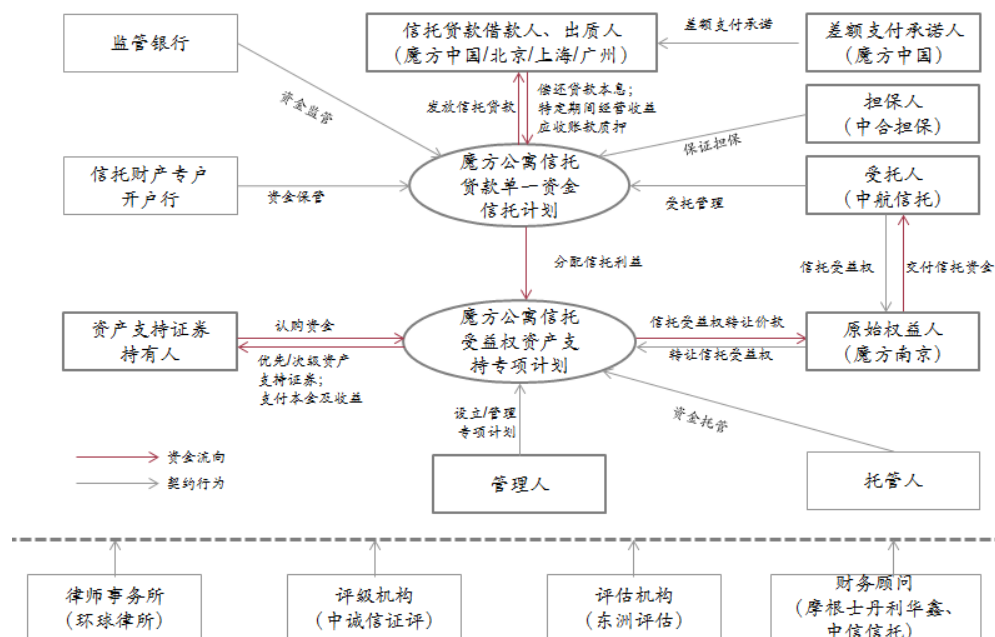 监管银行
信托贷款借款人、出质人
（魔方中国/北京/上海/广州）
差额支付承诺
差额支付承诺人
（魔方中国）
资金监管
发放信托贷款
偿还贷款本息；
特定期间经营收益
应收账款质押
保证担保
担保人
（中合担保）
信托财产专户
开户行
资金保管
魔方公寓信托
贷款单一资金
信托计划
受托管理
受托人
（中航信托）
分配信托利益
信托受益权
交付信托资金
资产支持证券
持有人
认购资金
优先/次级资产
支持证券；
支付本金及收益
魔方公寓信托
受益权资产支
持专项计划
信托受益权转让价款
转让信托受益权
原始权益人
（魔方南京）
设立/管理
专项计划
资金托管
资金流向
契约行为
管理人
托管人
律师事务所
（环球律所）
评级机构
（中诚信证评）
评估机构
（东洲评估）
财务顾问
（摩根士丹利华鑫、
中信信托）